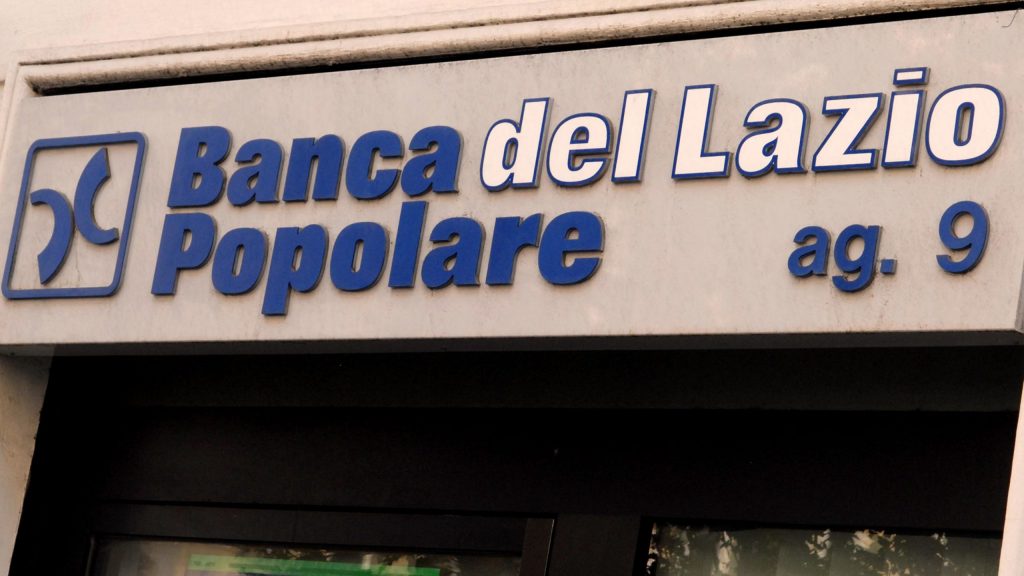 Banca del Lazio
Popolare ag. 9